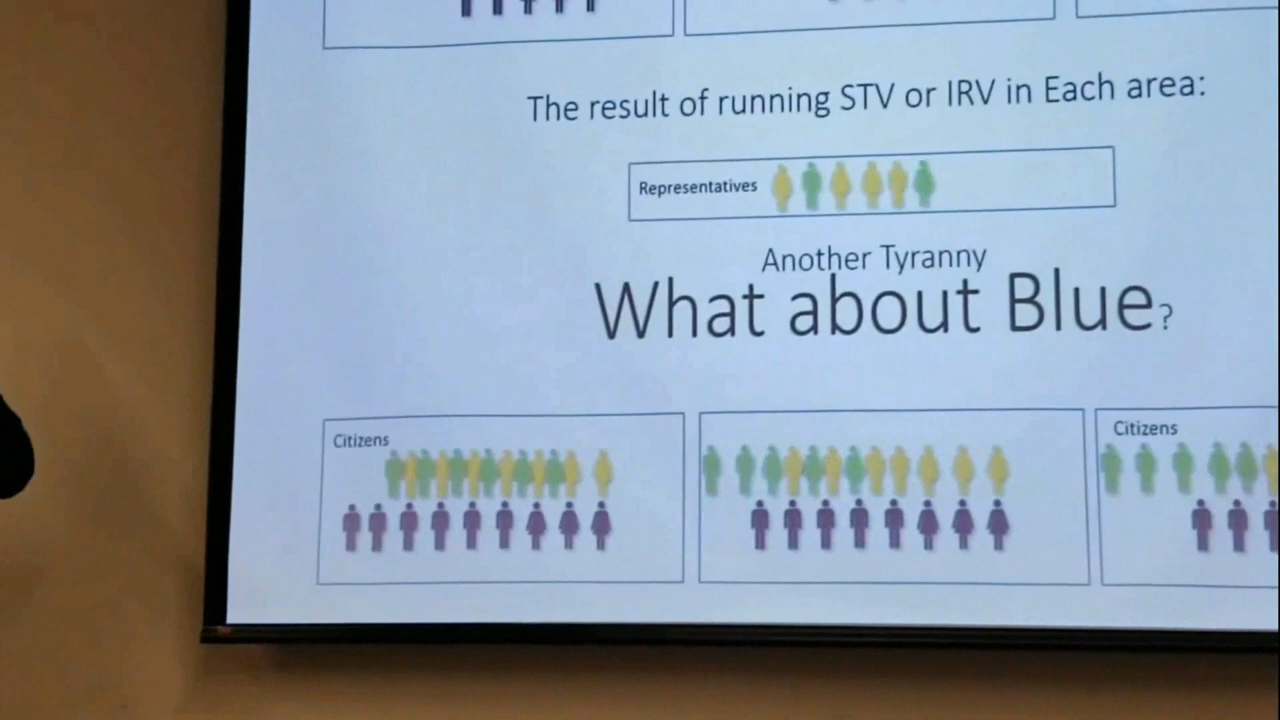 The result of running STV or IRV in Each area:
Representatives
Another Tyranny
What about Blue?
Citizens
Citizens